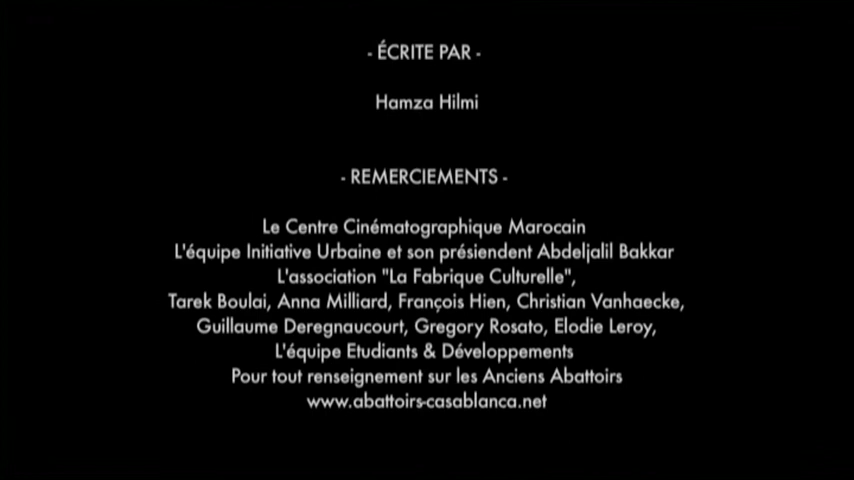 - ÉCRITE PAR -
Hamza Hilmi
- REMERCIEMENTS -
Le Centre Cinématographique Marocain
L'équipe Initiative Urbaine et son présiendent Abdeljalil Bakkar
L'association "La Fabrique Culturelle",
Tarek Boulai, Anna Milliard, François Hien, Christian Vanhaecke,
Guillaume Deregnaucourt, Gregory Rosato, Elodie Leroy,
L'équipe Etudiants & Développements
Pour tout renseignement sur les Anciens Abattoirs
www.abattoirs-casablanca.net